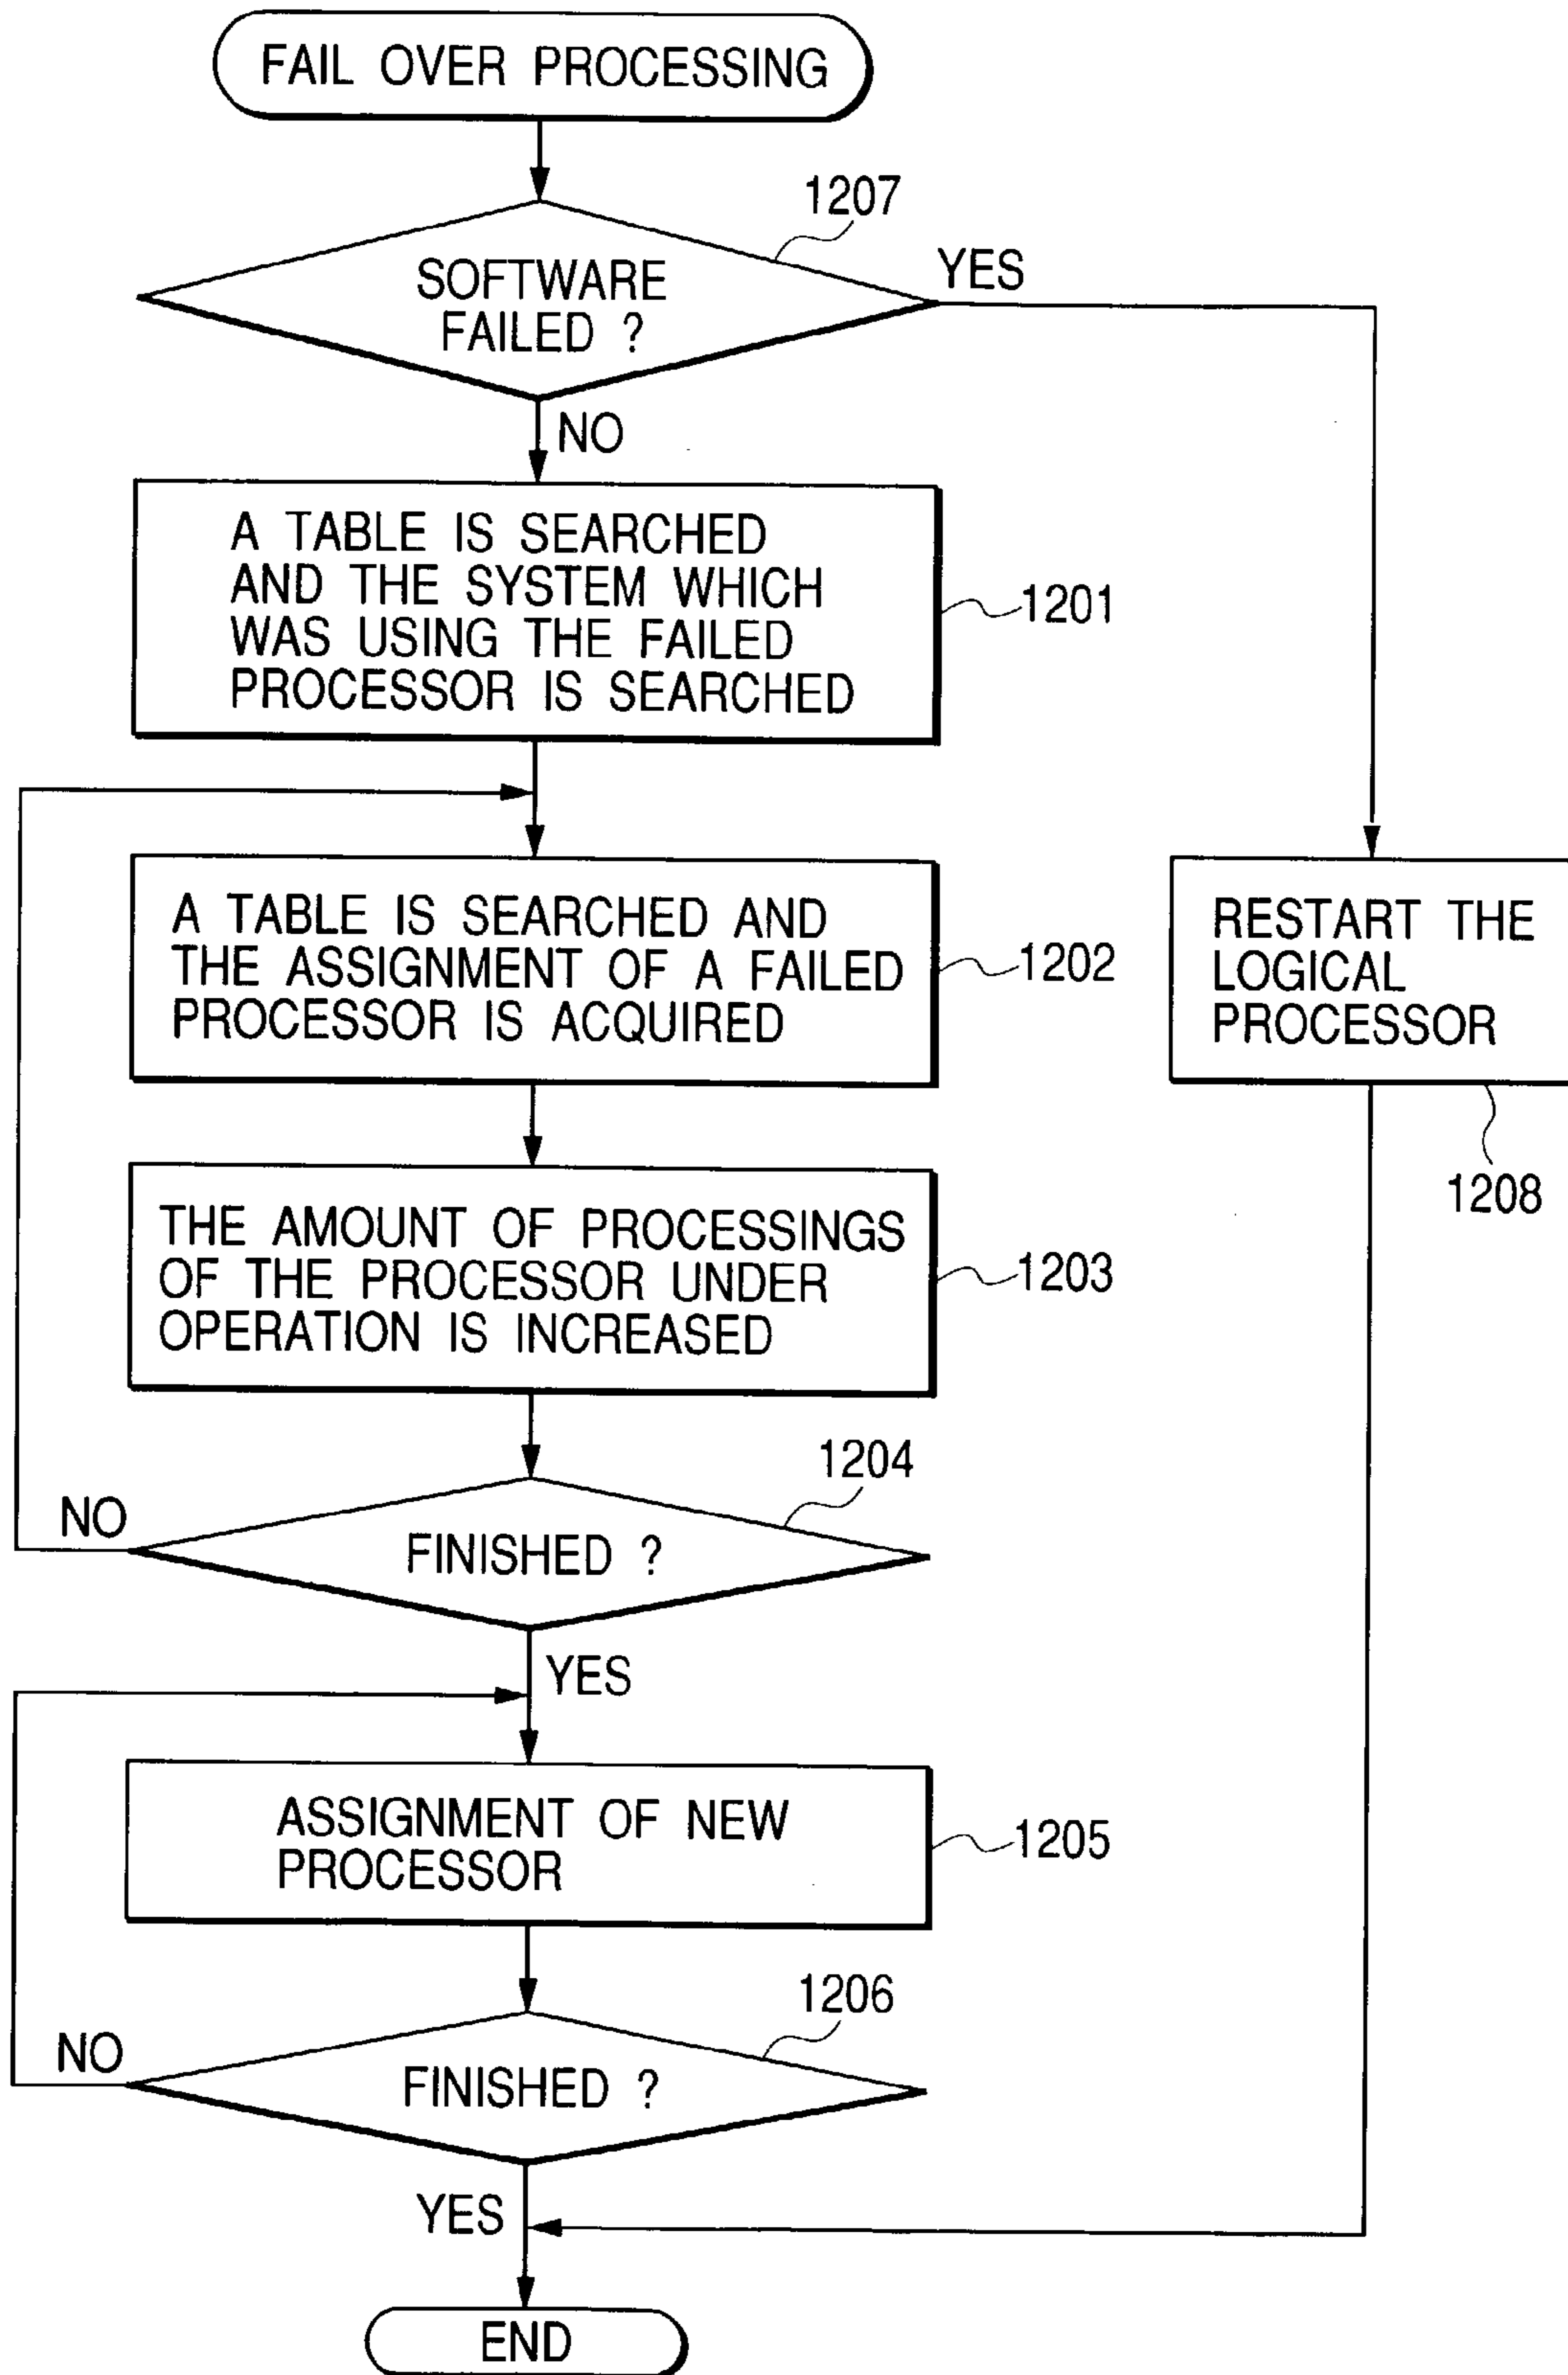 FAIL OVER PROCESSING
1207
SOFTWARE
FAILED ?
YES
NO
A TABLE IS SEARCHED
AND THE SYSTEM WHICH
WAS USING THE FAILED
PROCESSOR IS SEARCHED
1201
A TABLE IS SEARCHED AND
THE ASSIGNMENT OF A FAILED
PROCESSOR IS ACQUIRED
1202
RESTART THE
LOGICAL
PROCESSOR
1208
THE AMOUNT OF PROCESSINGS
OF THE PROCESSOR UNDER
OPERATION IS INCREASED
1203
1204
NO
FINISHED ?
YES
ASSIGNMENT OF NEW
PROCESSOR
1205
1206
NO
FINISHED ?
YES
END